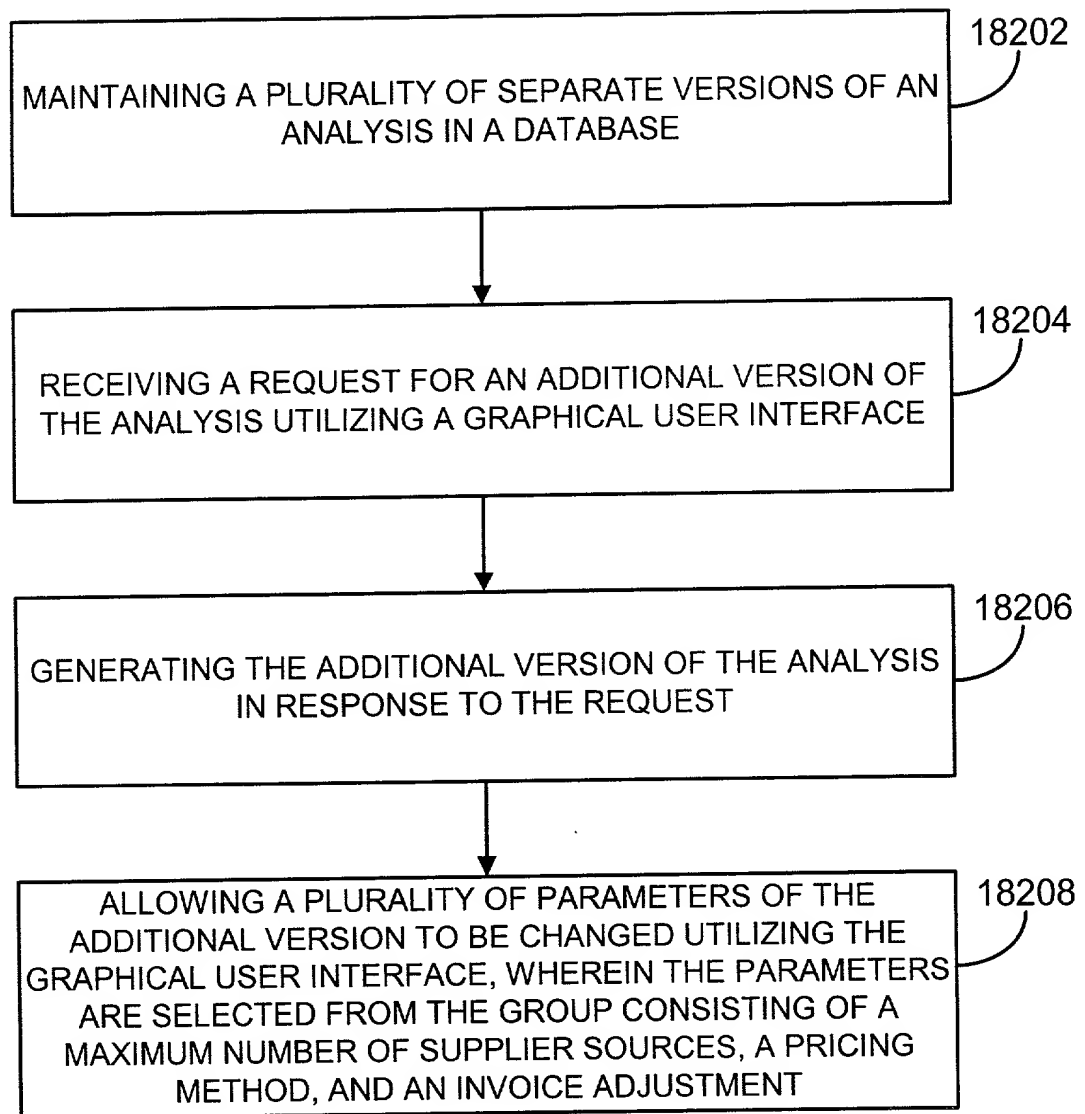 18202
MAINTAINING A PLURALITY OF SEPARATE VERSIONS OF AN
ANALYSIS IN A DATABASE
18204
RECEIVING A REQUEST FOR AN ADDITIONAL VERSION OF
THE ANALYSIS UTILIZING A GRAPHICAL USER INTERFACE
18206
GENERATING THE ADDITIONAL VERSION OF THE ANALYSIS
IN RESPONSE TO THE REQUEST
18208
ALLOWING A PLURALITY OF PARAMETERS OF THE
ADDITIONAL VERSION TO BE CHANGED UTILIZING THE
GRAPHICAL USER INTERFACE, WHEREIN THE PARAMETERS
ARE SELECTED FROM THE GROUP CONSISTING OF A
MAXIMUM NUMBER OF SUPPLIER SOURCES, A PRICING
METHOD, AND AN INVOICE ADJUSTMENT